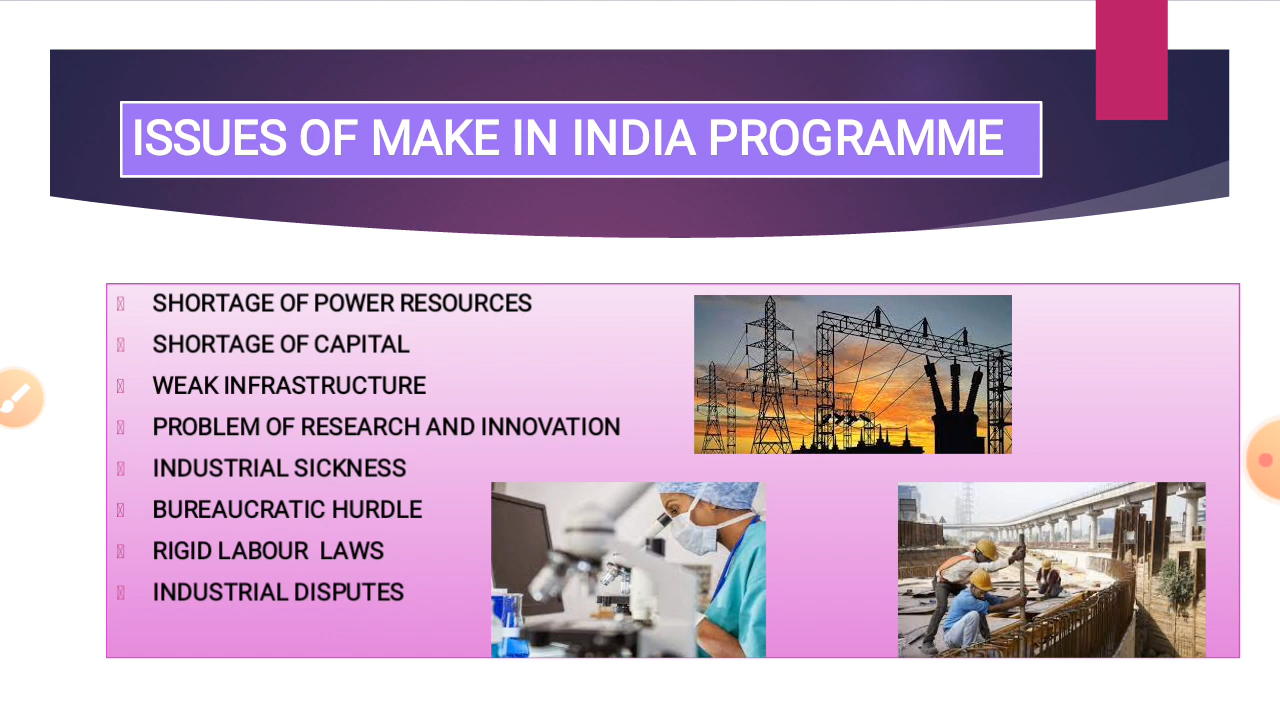 ISSUES OF MAKE IN INDIA PROGRAMME
SHORTAGE OF POWER RESOURCES
SHORTAGE OF CAPITAL
WEAK INFRASTRUCTURE
PROBLEM OF RESEARCH AND INNOVATION
INDUSTRIAL SICKNESS
BUREAUCRATIC HURDLE
RIGID LABOUR  LAWS
INDUSTRIAL DISPUTES